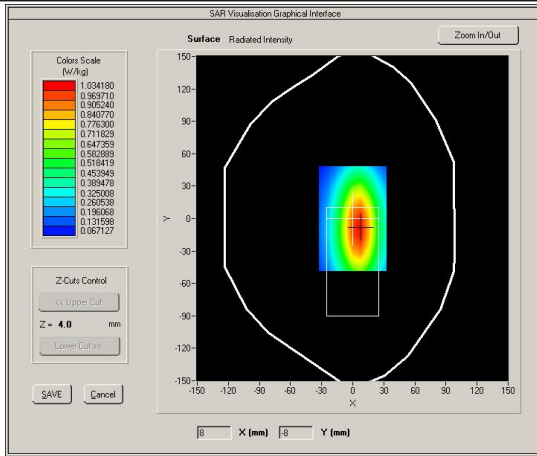 SAR Visualisation Graphical Interface
Surface Radiated Intensity
Zoom In/Out
Colors Scale
(W/kg)
1.034180
0.969710
0.905240
0.840770
0.776300
0.711829
0.647359
0.582889
0.518419
0.453949
0.389478
0.325008
0.260538
0.196068
0.131598
0.067127
Z-Cuts Control
<< Upper Cut
Z = 4.0 mm
Lower Cut >>
SAVE Cancel
150
120
90
60
30
0
-30
-60
-90
-120
-150
Y
-150 -120 -90 -60 -30 0 30 60 90 120 150
X
8 X (mm) -8 Y (mm)